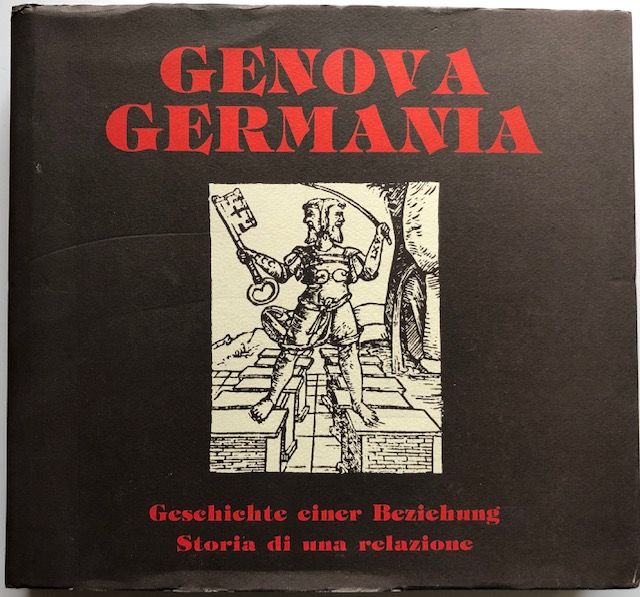 GENOVA
GERMANIA
Geschichte einer Beziehung
Storia di una relazione